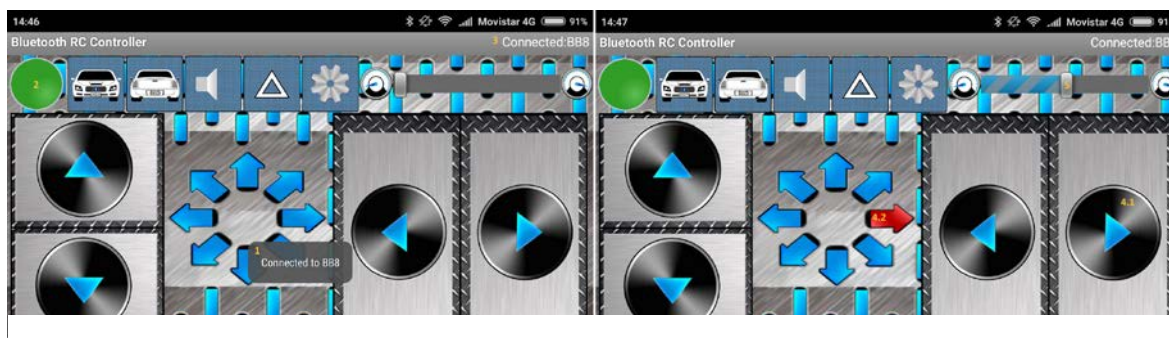 14:46
Movistar 4G 91%
Bluetooth RC Controller
3 Connected:BB8
2
1
Connected to BB8
14:47
Movistar 4G 91
Bluetooth RC Controller
Connected:BB
4.1
4.2